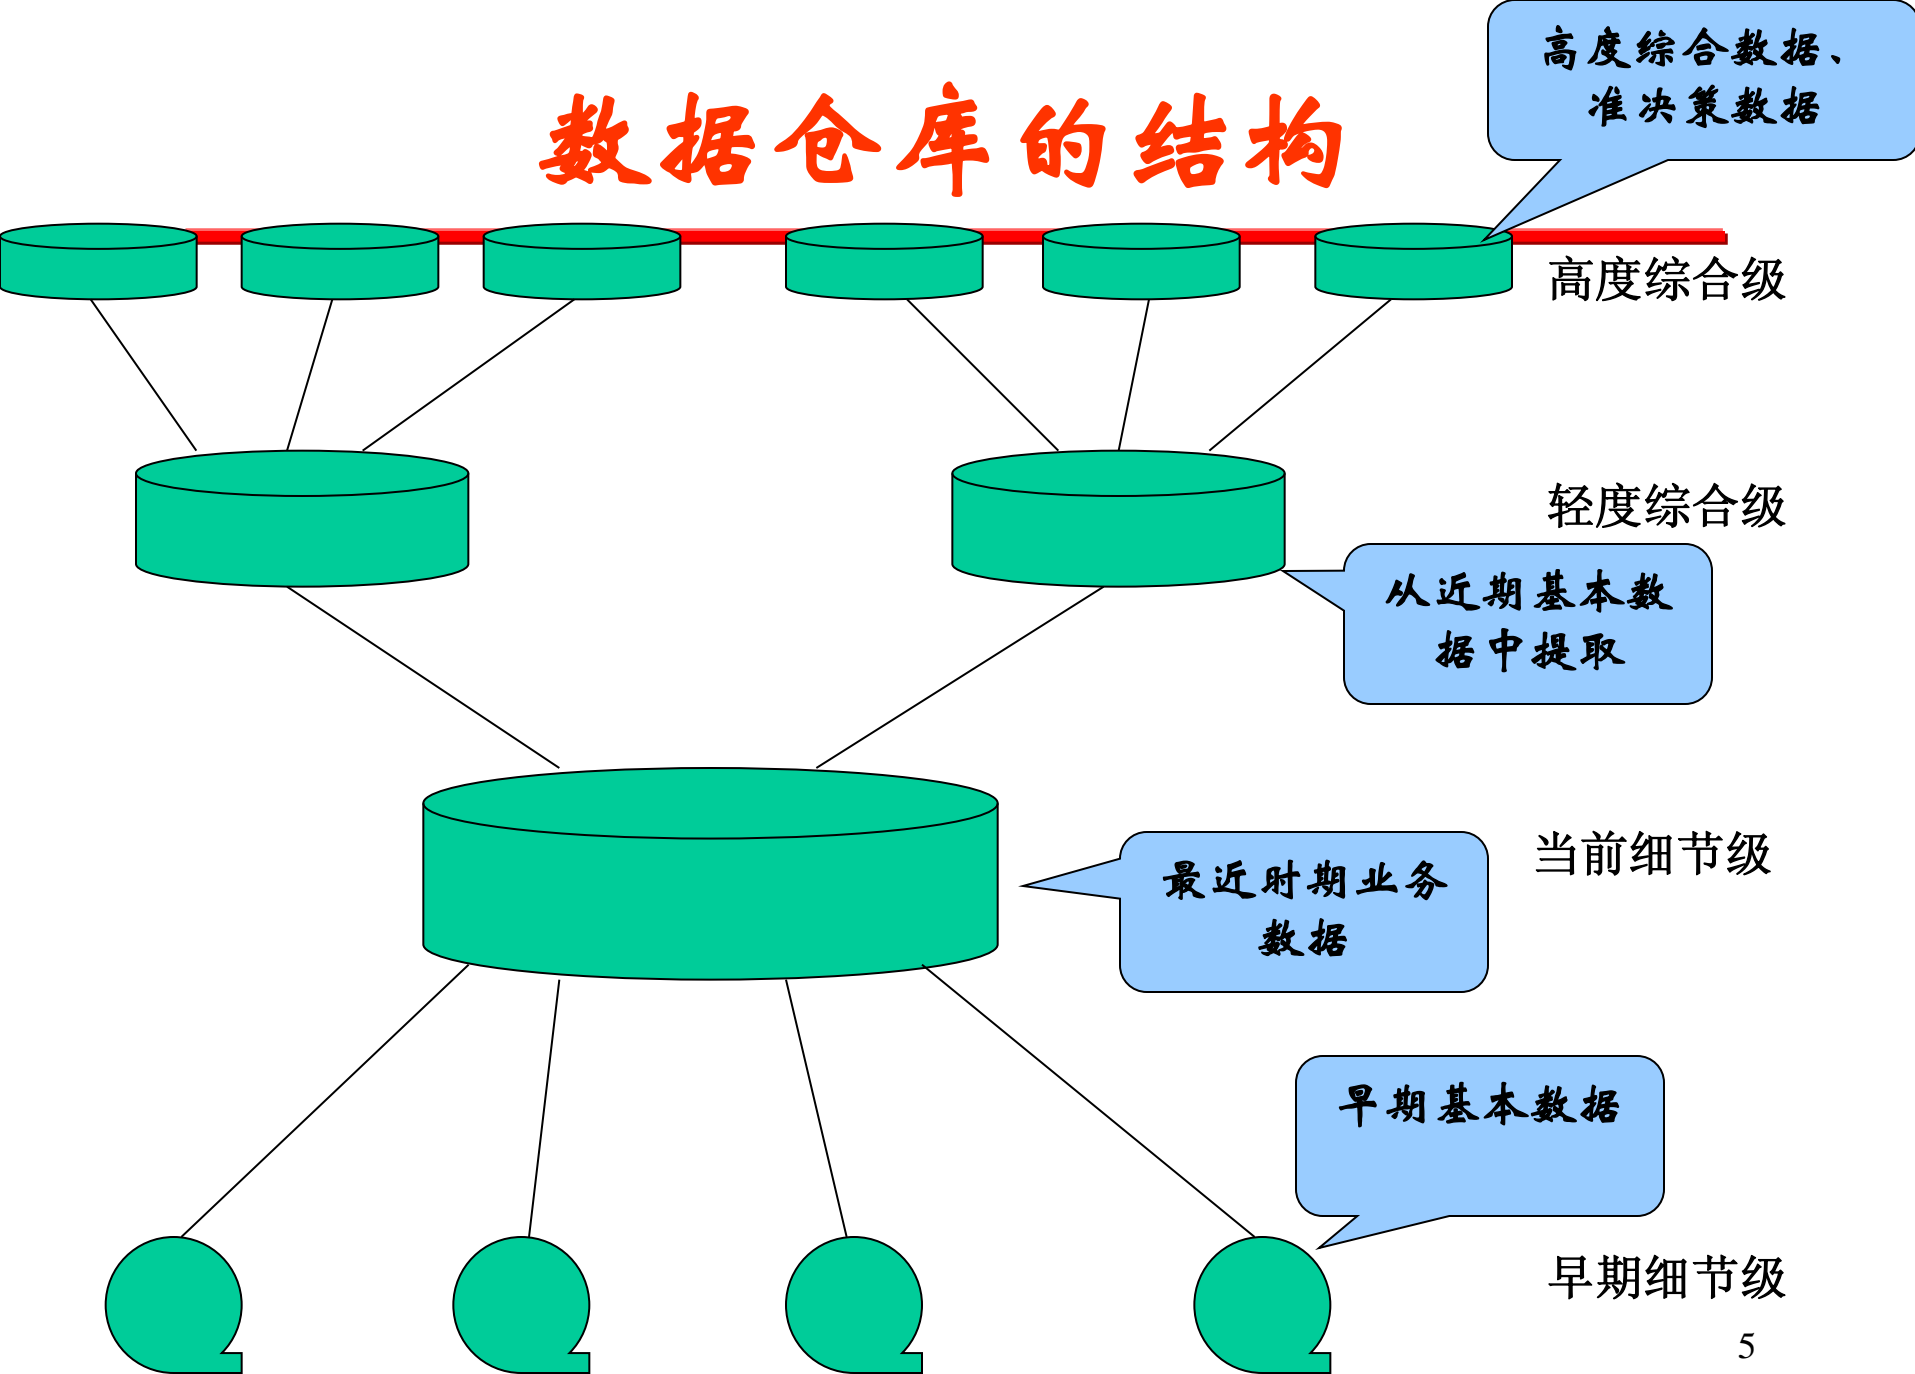 高度综合数据、
准决策数据
数据仓库的结构
高度综合级
轻度综合级
从近期基本数
据中提取
当前细节级
最近时期业务
数据
早期基本数据
早期细节级
5